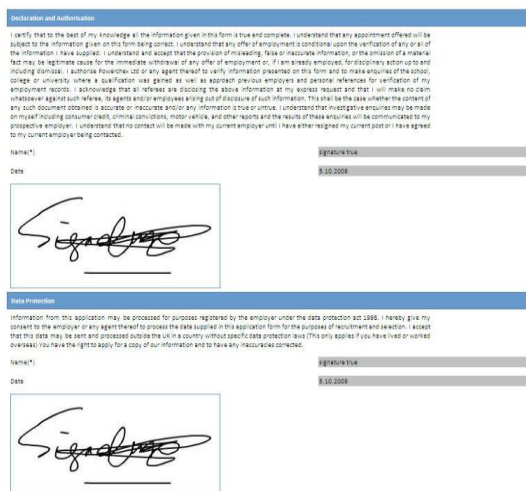 Declaration and Authorisation
I certify that to the best of my knowledge all the information given in this form is true and complete. I understand that any appointment offered will be
subject to the information given on this form being correct. I understand that any offer of employment is conditional upon the verification of any or all of
the information I have supplied. I understand and accept that the provision of misleading, false or inaccurate information, or the omission of a material
fact may be legitimate cause for the immediate withdrawal of any offer of employment or, if I am already employed, for disciplinary action up to and
including dismissal. I authorise Powerchex Ltd or any agent thereof to verify information presented on this form and to make enquiries of the school,
college or university where a qualification was gained as well as approach previous employers and personal references for verification of my
employment records. I acknowledge that all referees are disclosing the above information at my express request and that I will make no claim
whatsoever against such referee, its agents and/or employees arising out of disclosure of such information. This shall be the case whether the content of
any such document obtained is accurate or inaccurate and/or any information is true or untrue. I understand that investigative enquiries may be made
on myself including consumer credit, criminal convictions, motor vehicle, and other reports and the results of these enquiries will be communicated to my
prospective employer. I understand that no contact will be made with my current employer until I have either resigned my current post or I have agreed
to my current employer being contacted.
Name(*) signature true
Date 5.10.2009
Data Protection
Information from this application may be processed for purposes registered by the employer under the data protection act 1998. I hereby give my
consent to the employer or any agent thereof to process the data supplied in this application form for the purposes of recruitment and selection. I accept
that this data may be sent and processed outside the UK in a country without specific data protection laws (This only applies if you have lived or worked
overseas) You have the right to apply for a copy of our information and to have any inaccuracies corrected.
Name(*) signature true
Date 5.10.2009